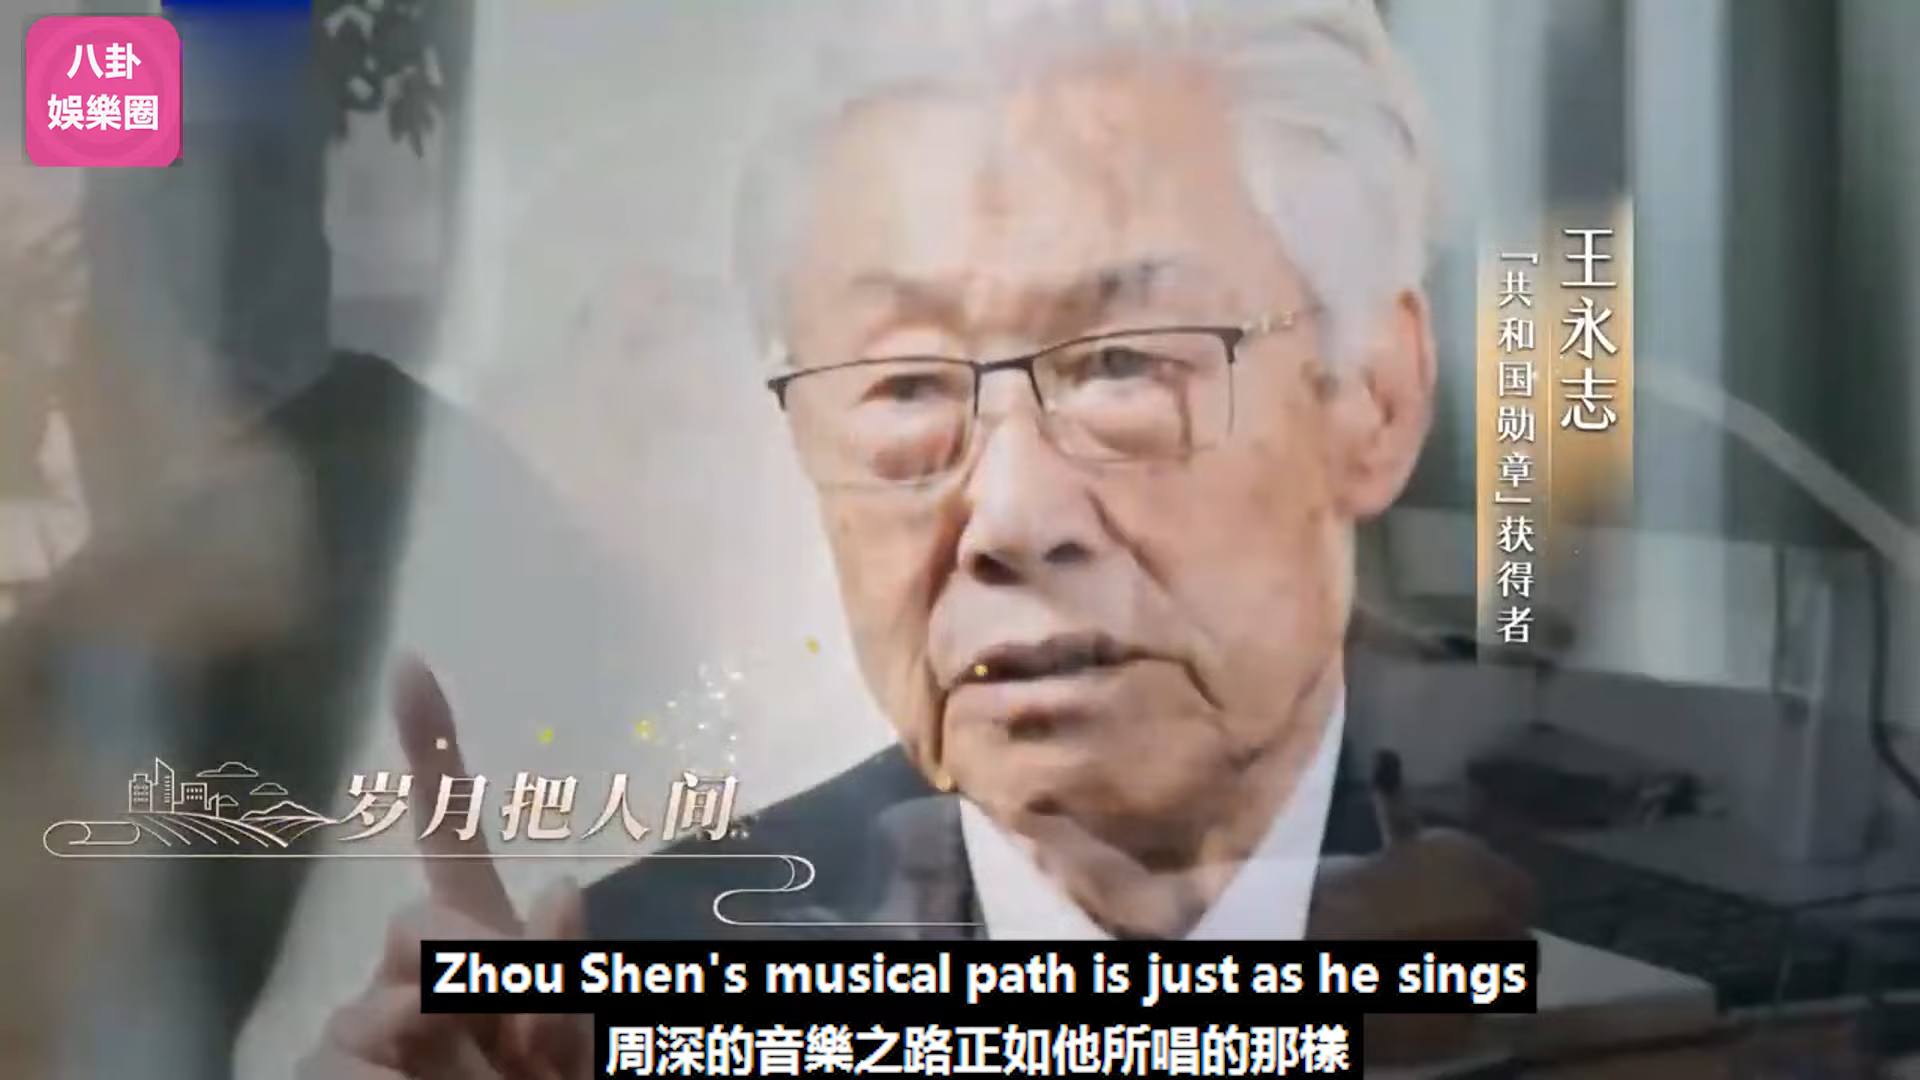 八卦
娛樂圈
王永志
「共和国勋章」获得者
岁月把人间
Zhou Shen's musical path is just as he sings
周深的音樂之路正如他所唱的那樣